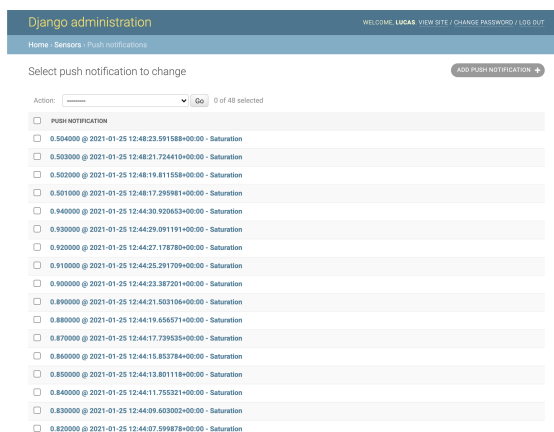 Django administration
WELCOME, LUCAS VIEW SITE / CHANGE PASSWORD / LOG OUT
Home › Sensors › Push notifications
Select push notification to change
ADD PUSH NOTIFICATION +
Action: --------- Go 0 of 48 selected
PUSH NOTIFICATION
0.504000 @ 2021-01-25 12:48:23.591588+00:00 - Saturation
0.503000 @ 2021-01-25 12:48:21.724410+00:00 - Saturation
0.502000 @ 2021-01-25 12:48:19.811558+00:00 - Saturation
0.501000 @ 2021-01-25 12:48:17.295981+00:00 - Saturation
0.940000 @ 2021-01-25 12:44:30.920653+00:00 - Saturation
0.930000 @ 2021-01-25 12:44:29.091191+00:00 - Saturation
0.920000 @ 2021-01-25 12:44:27.178780+00:00 - Saturation
0.910000 @ 2021-01-25 12:44:25.291709+00:00 - Saturation
0.900000 @ 2021-01-25 12:44:23.387201+00:00 - Saturation
0.890000 @ 2021-01-25 12:44:21.503106+00:00 - Saturation
0.880000 @ 2021-01-25 12:44:19.656571+00:00 - Saturation
0.870000 @ 2021-01-25 12:44:17.739535+00:00 - Saturation
0.860000 @ 2021-01-25 12:44:15.853784+00:00 - Saturation
0.850000 @ 2021-01-25 12:44:13.801118+00:00 - Saturation
0.840000 @ 2021-01-25 12:44:11.755321+00:00 - Saturation
0.830000 @ 2021-01-25 12:44:09.603002+00:00 - Saturation
0.820000 @ 2021-01-25 12:44:07.599878+00:00 - Saturation